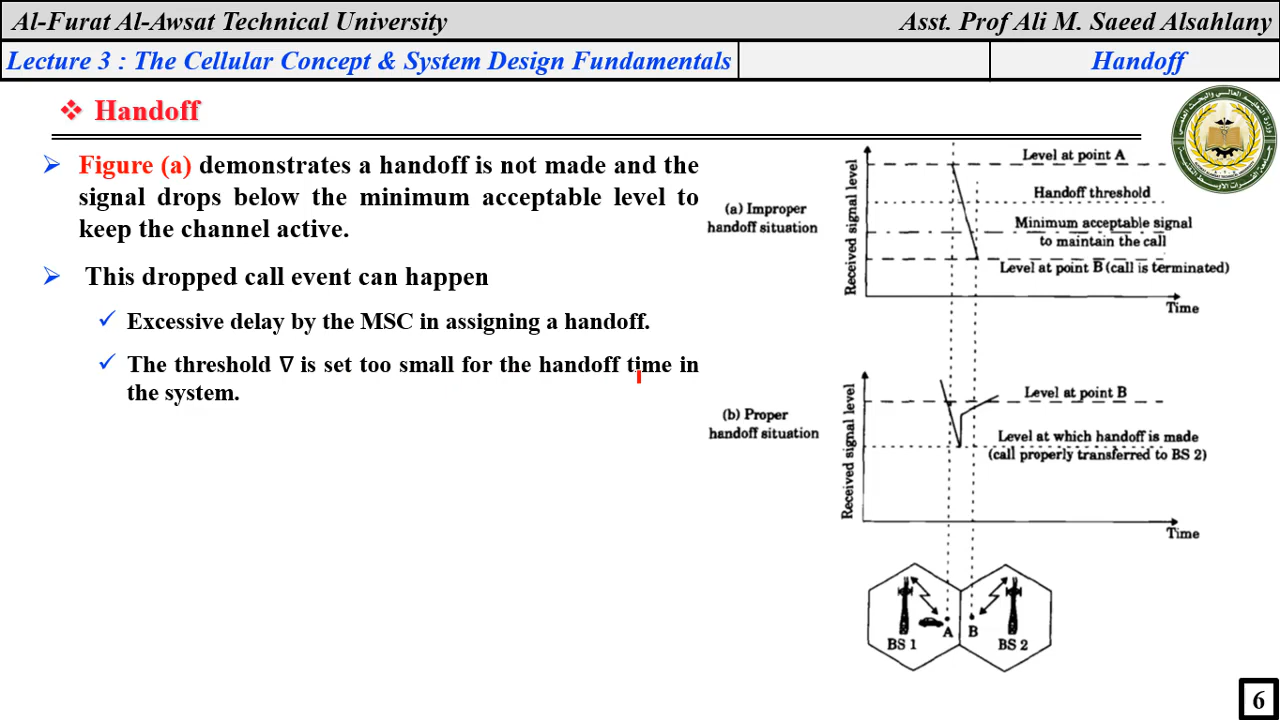 Al-Furat Al-Awsat Technical University
Asst. Prof Ali M. Saeed Alsahlany
Lecture 3 : The Cellular Concept & System Design Fundamentals
Handoff
❖ Handoff
➢ Figure (a) demonstrates a handoff is not made and the
signal drops below the minimum acceptable level to
keep the channel active.
➢ This dropped call event can happen
✓ Excessive delay by the MSC in assigning a handoff.
✓ The threshold ∇ is set too small for the handoff time in
the system.
(a) Improper
handoff situation
Received signal level
Level at point A
Handoff threshold
Minimum acceptable signal
to maintain the call
Level at point B (call is terminated)
Time
(b) Proper
handoff situation
Received signal level
Level at point B
Level at which handoff is made
(call properly transferred to BS 2)
Time
BS 1
A
B
BS 2
6